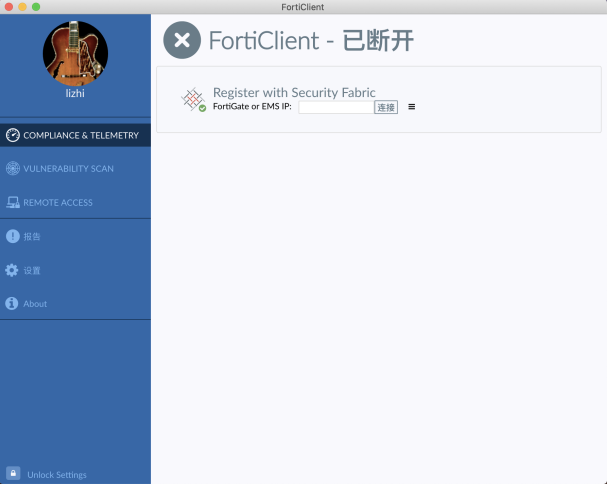 FortiClient
lizhi
COMPLIANCE & TELEMETRY
VULNERABILITY SCAN
REMOTE ACCESS
报告
设置
About
Unlock Settings
FortiClient - 已断开
Register with Security Fabric
FortiGate or EMS IP: 连接